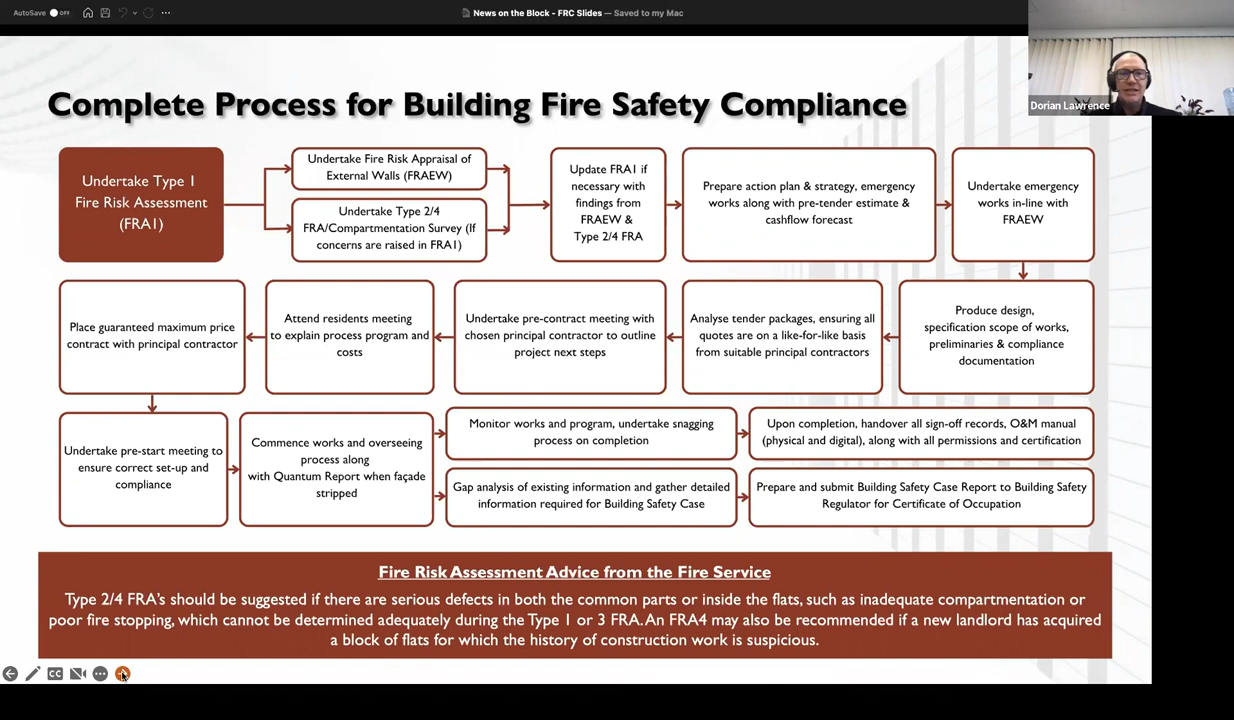 AutoSave OFF
News on the Block - FRC Slides — Saved to my Mac
Dorian Lawrence
Complete Process for Building Fire Safety Compliance
Undertake Type 1
Fire Risk Assessment
(FRA1)
Undertake Fire Risk Appraisal of
External Walls (FRAEW)
Undertake Type 2/4
FRA/Compartmentation Survey (If
concerns are raised in FRA1)
Update FRA1 if
necessary with
findings from
FRAEW &
Type 2/4 FRA
Prepare action plan & strategy, emergency
works along with pre-tender estimate &
cashflow forecast
Undertake emergency
works in-line with
FRAEW
Produce design,
specification scope of works,
preliminaries & compliance
documentation
Analyse tender packages, ensuring all
quotes are on a like-for-like basis
from suitable principal contractors
Undertake pre-contract meeting with
chosen principal contractor to outline
project next steps
Attend residents meeting
to explain process program and
costs
Place guaranteed maximum price
contract with principal contractor
Undertake pre-start meeting to
ensure correct set-up and
compliance
Commence works and overseeing
process along
with Quantum Report when façade
stripped
Monitor works and program, undertake snagging
process on completion
Upon completion, handover all sign-off records, O&M manual
(physical and digital), along with all permissions and certification
Gap analysis of existing information and gather detailed
information required for Building Safety Case
Prepare and submit Building Safety Case Report to Building Safety
Regulator for Certificate of Occupation
Fire Risk Assessment Advice from the Fire Service
Type 2/4 FRA's should be suggested if there are serious defects in both the common parts or inside the flats, such as inadequate compartmentation or
poor fire stopping, which cannot be determined adequately during the Type 1 or 3 FRA. An FRA4 may also be recommended if a new landlord has acquired
a block of flats for which the history of construction work is suspicious.
CC